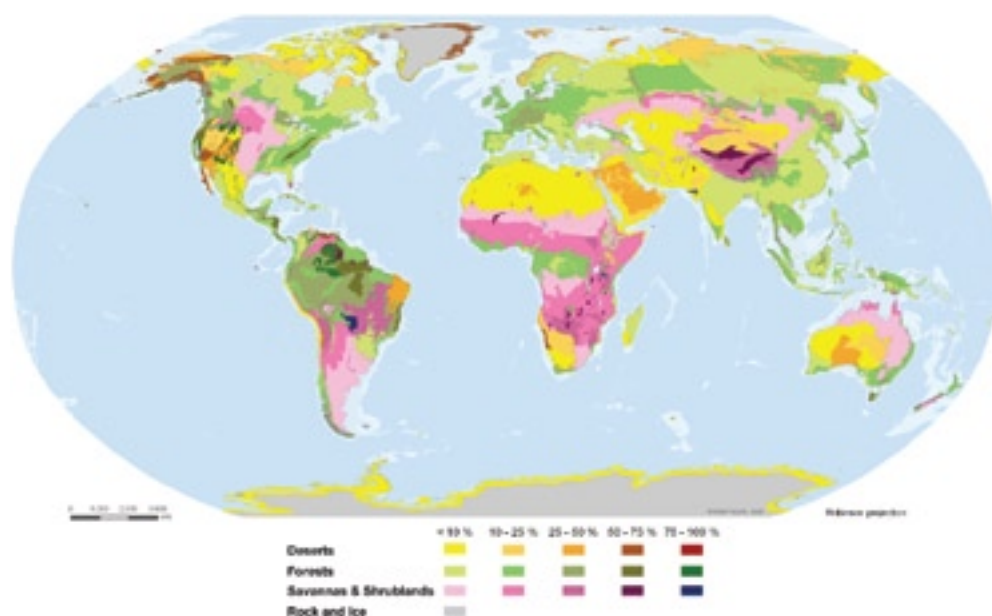 < 10 % 10 - 25 % 25 - 50 % 50 - 75 % 75 - 100 %
Deserts
Forests
Savannas & Shrublands
Rock and Ice